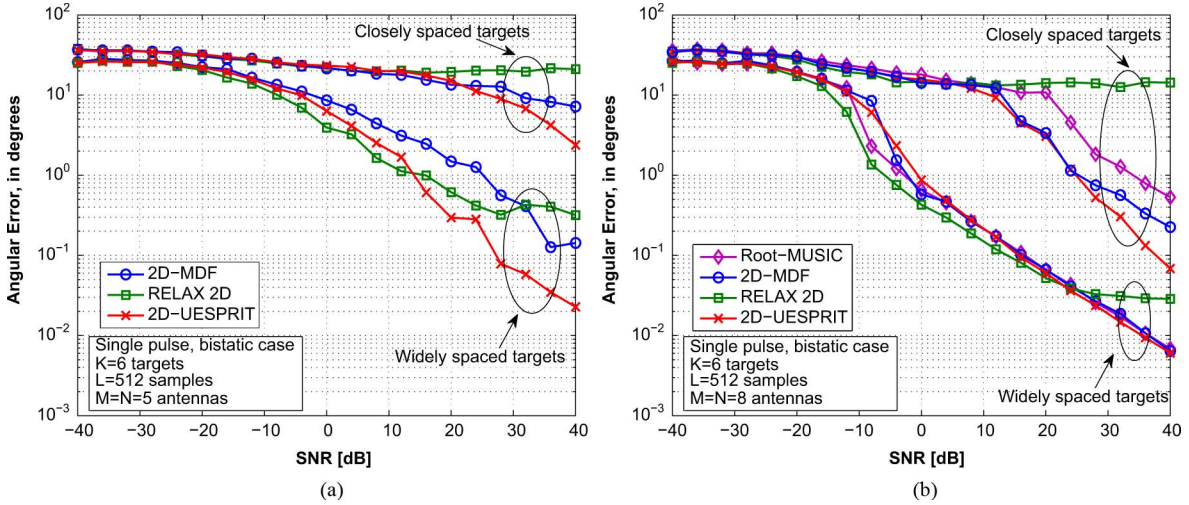 10^2
10^1
10^0
10^-1
10^-2
10^-3
Angular Error, in degrees
Closely spaced targets
2D-MDF
RELAX 2D
2D-UESPRIT
Widely spaced targets
Single pulse, bistatic case
K=6 targets
L=512 samples
M=N=5 antennas
-40 -30 -20 -10 0 10 20 30 40
SNR [dB]
(a)
10^2
10^1
10^0
10^-1
10^-2
10^-3
Angular Error, in degrees
Closely spaced targets
Root-MUSIC
2D-MDF
RELAX 2D
2D-UESPRIT
Single pulse, bistatic case
K=6 targets
L=512 samples
M=N=8 antennas
Widely spaced targets
-40 -30 -20 -10 0 10 20 30 40
SNR [dB]
(b)